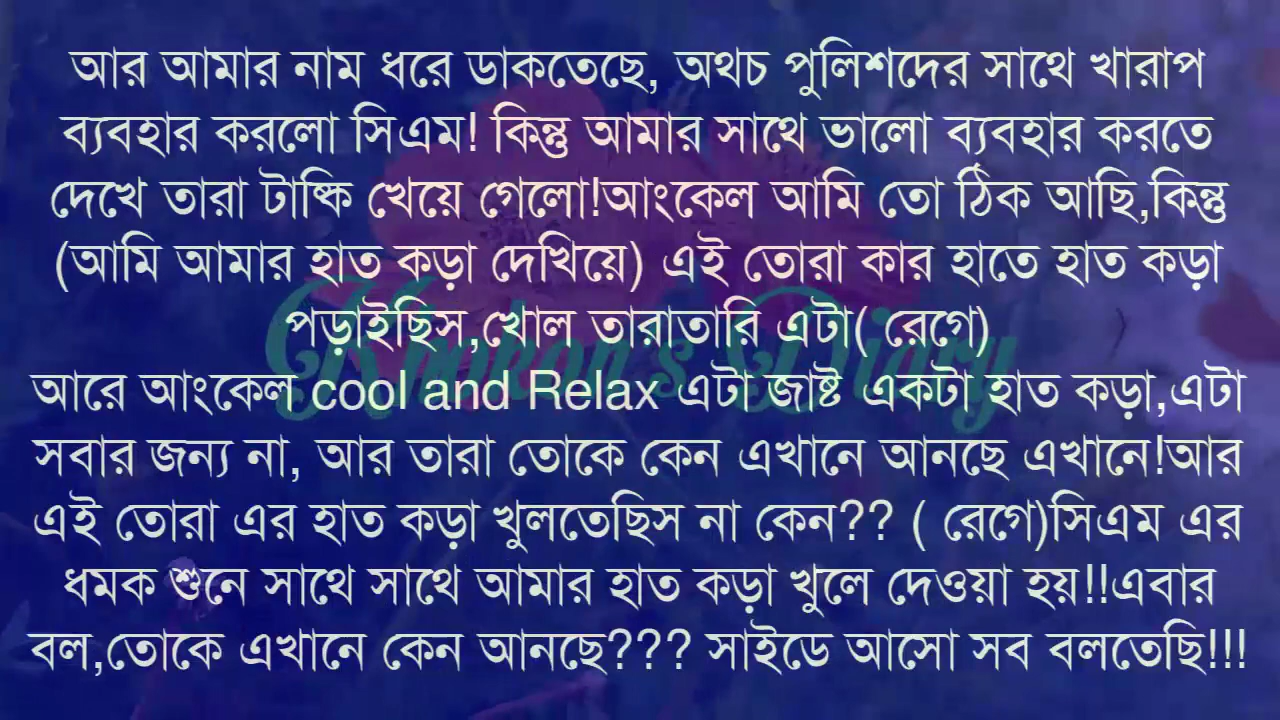 আর আমার নাম ধরে ডাকতেছে, অথচ পুলিশদের সাথে খারাপ
ব্যবহার করলো সিএম! কিন্তু আমার সাথে ভালো ব্যবহার করতে
দেখে তারা টাষ্কি খেয়ে গেলো!আংকেল আমি তো ঠিক আছি,কিন্তু
(আমি আমার হাত কড়া দেখিয়ে) এই তোরা কার হাতে হাত কড়া
পড়াইছিস,খোল তারাতারি এটা( রেগে)
আরে আংকেল cool and Relax এটা জাষ্ট একটা হাত কড়া,এটা
সবার জন্য না, আর তারা তোকে কেন এখানে আনছে এখানে!আর
এই তোরা এর হাত কড়া খুলতেছিস না কেন?? ( রেগে)সিএম এর
ধমক শুনে সাথে সাথে আমার হাত কড়া খুলে দেওয়া হয়!!এবার
বল,তোকে এখানে কেন আনছে??? সাইডে আসো সব বলতেছি!!!
Diary